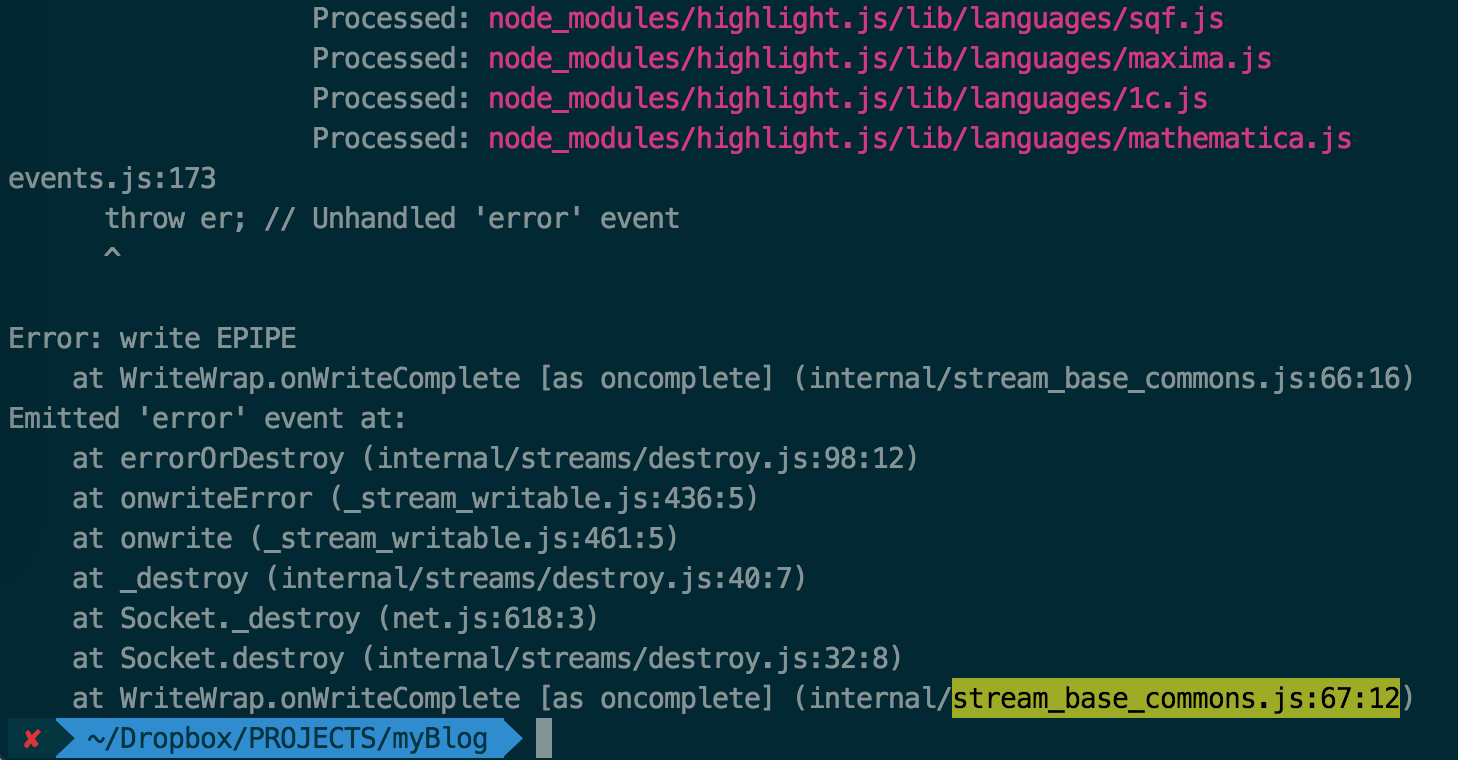 Processed: node_modules/highlight.js/lib/languages/sqf.js
Processed: node_modules/highlight.js/lib/languages/maxima.js
Processed: node_modules/highlight.js/lib/languages/1c.js
Processed: node_modules/highlight.js/lib/languages/mathematica.js
events.js:173
throw er; // Unhandled 'error' event
^
Error: write EPIPE
at WriteWrap.onWriteComplete [as oncomplete] (internal/stream_base_commons.js:66:16)
Emitted 'error' event at:
at errorOrDestroy (internal/streams/destroy.js:98:12)
at onwriteError (_stream_writable.js:436:5)
at onwrite (_stream_writable.js:461:5)
at _destroy (internal/streams/destroy.js:40:7)
at Socket._destroy (net.js:618:3)
at Socket.destroy (internal/streams/destroy.js:32:8)
at WriteWrap.onWriteComplete [as oncomplete] (internal/stream_base_commons.js:67:12)
✘ ~/Dropbox/PROJECTS/myBlog